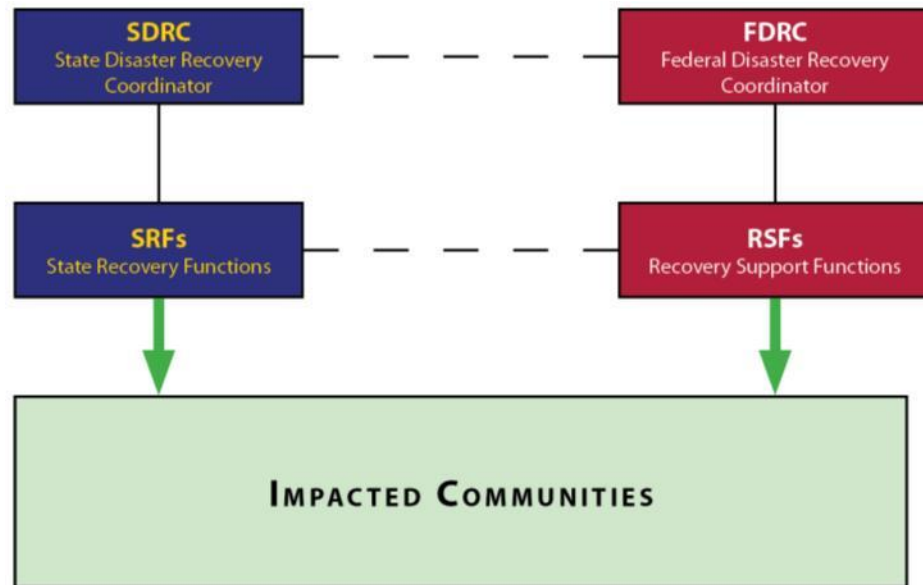 SDRC
State Disaster Recovery
Coordinator
FDRC
Federal Disaster Recovery
Coordinator
SRFs
State Recovery Functions
RSFs
Recovery Support Functions
IMPACTED COMMUNITIES